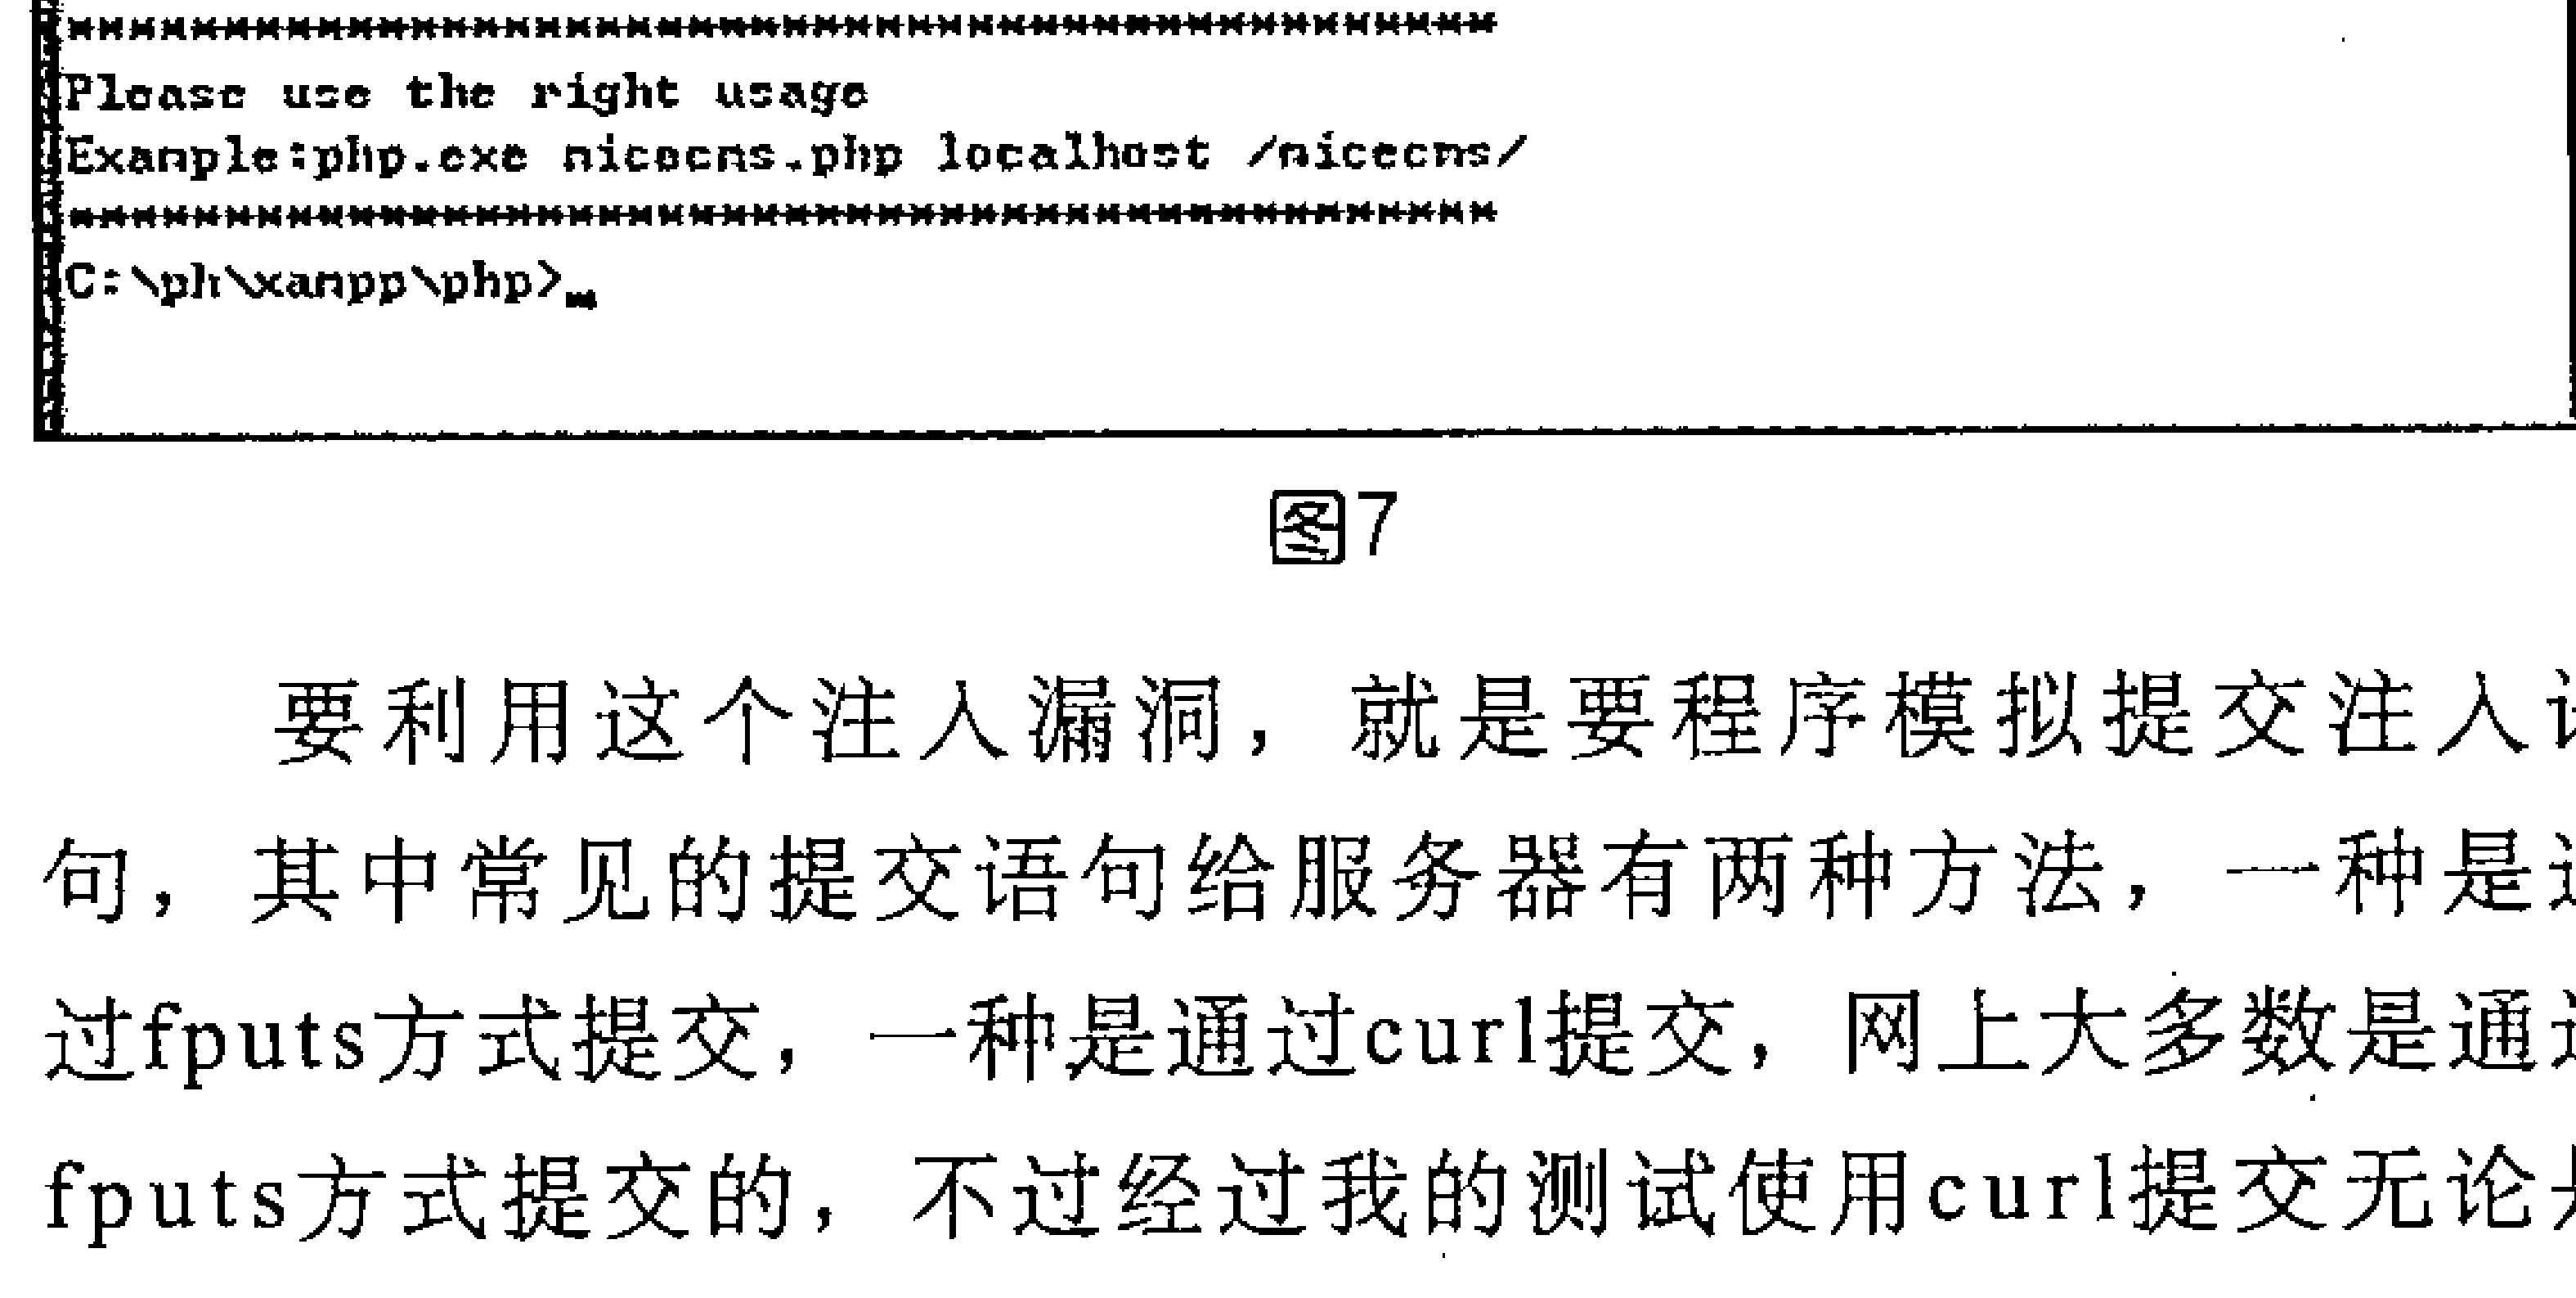 **********************************************
Please use the right usage
Example:php.exe nicecms.php localhost /nicecms/
**********************************************
C:\ph\xampp\php>_
图7
要利用这个注入漏洞，就是要程序模拟提交注入
句，其中常见的提交语句给服务器有两种方法，一种是
过fputs方式提交，一种是通过curl提交，网上大多数是通
fputs方式提交的，不过经过我的测试使用curl提交无论